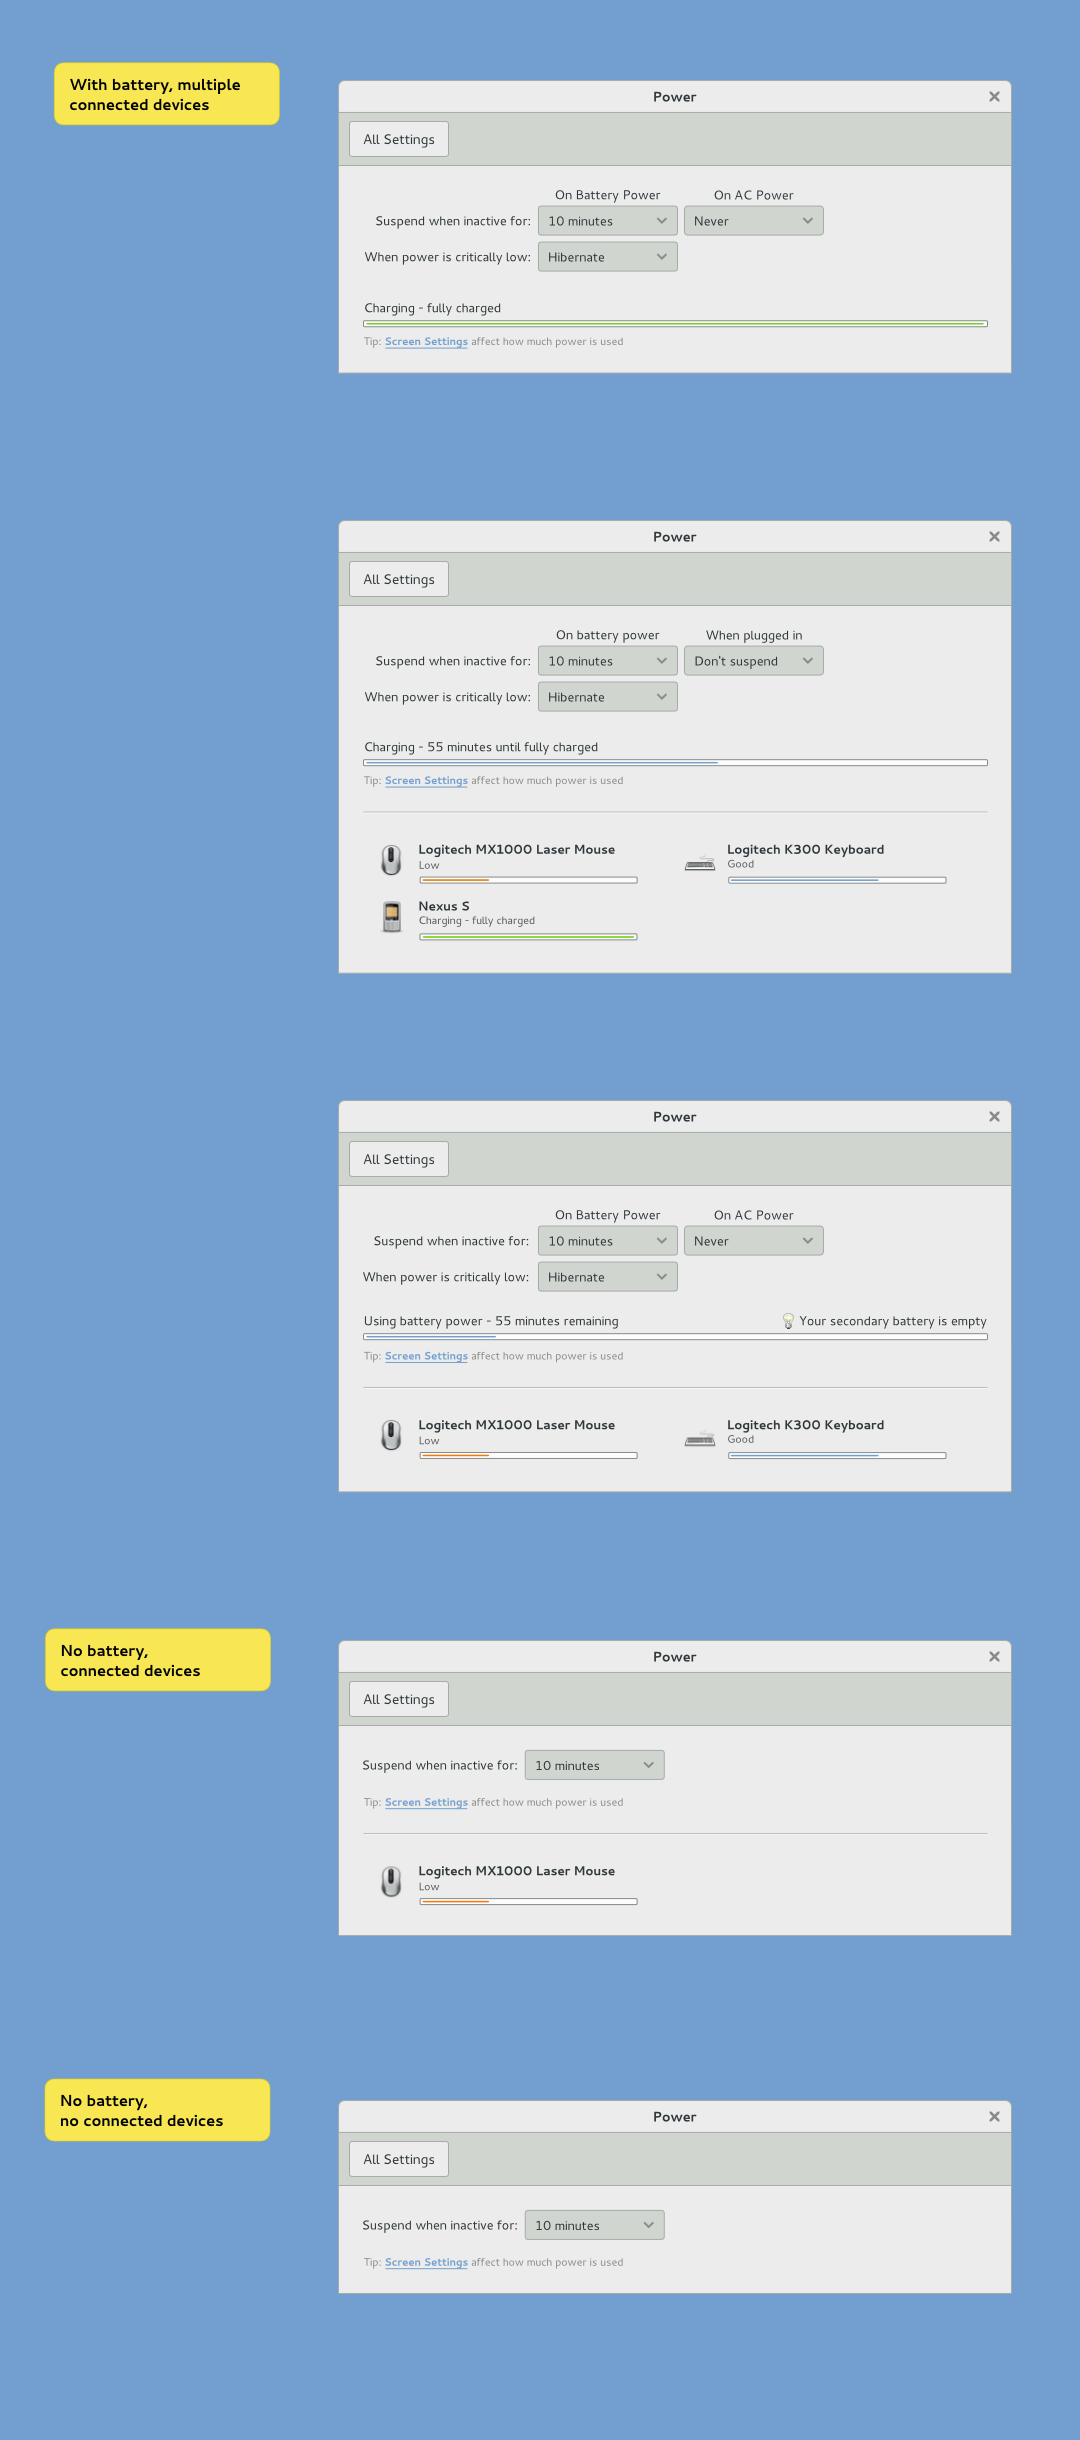 With battery, multiple
connected devices
Power
All Settings
On Battery Power On AC Power
Suspend when inactive for: 10 minutes Never
When power is critically low: Hibernate
Charging - fully charged
Tip: Screen Settings affect how much power is used
Power
All Settings
On battery power When plugged in
Suspend when inactive for: 10 minutes Don't suspend
When power is critically low: Hibernate
Charging - 55 minutes until fully charged
Tip: Screen Settings affect how much power is used
Logitech MX1000 Laser Mouse Logitech K300 Keyboard
Low Good
Nexus S
Charging - fully charged
Power
All Settings
On Battery Power On AC Power
Suspend when inactive for: 10 minutes Never
When power is critically low: Hibernate
Using battery power - 55 minutes remaining Your secondary battery is empty
Tip: Screen Settings affect how much power is used
Logitech MX1000 Laser Mouse Logitech K300 Keyboard
Low Good
No battery,
connected devices
Power
All Settings
Suspend when inactive for: 10 minutes
Tip: Screen Settings affect how much power is used
Logitech MX1000 Laser Mouse
Low
No battery,
no connected devices
Power
All Settings
Suspend when inactive for: 10 minutes
Tip: Screen Settings affect how much power is used